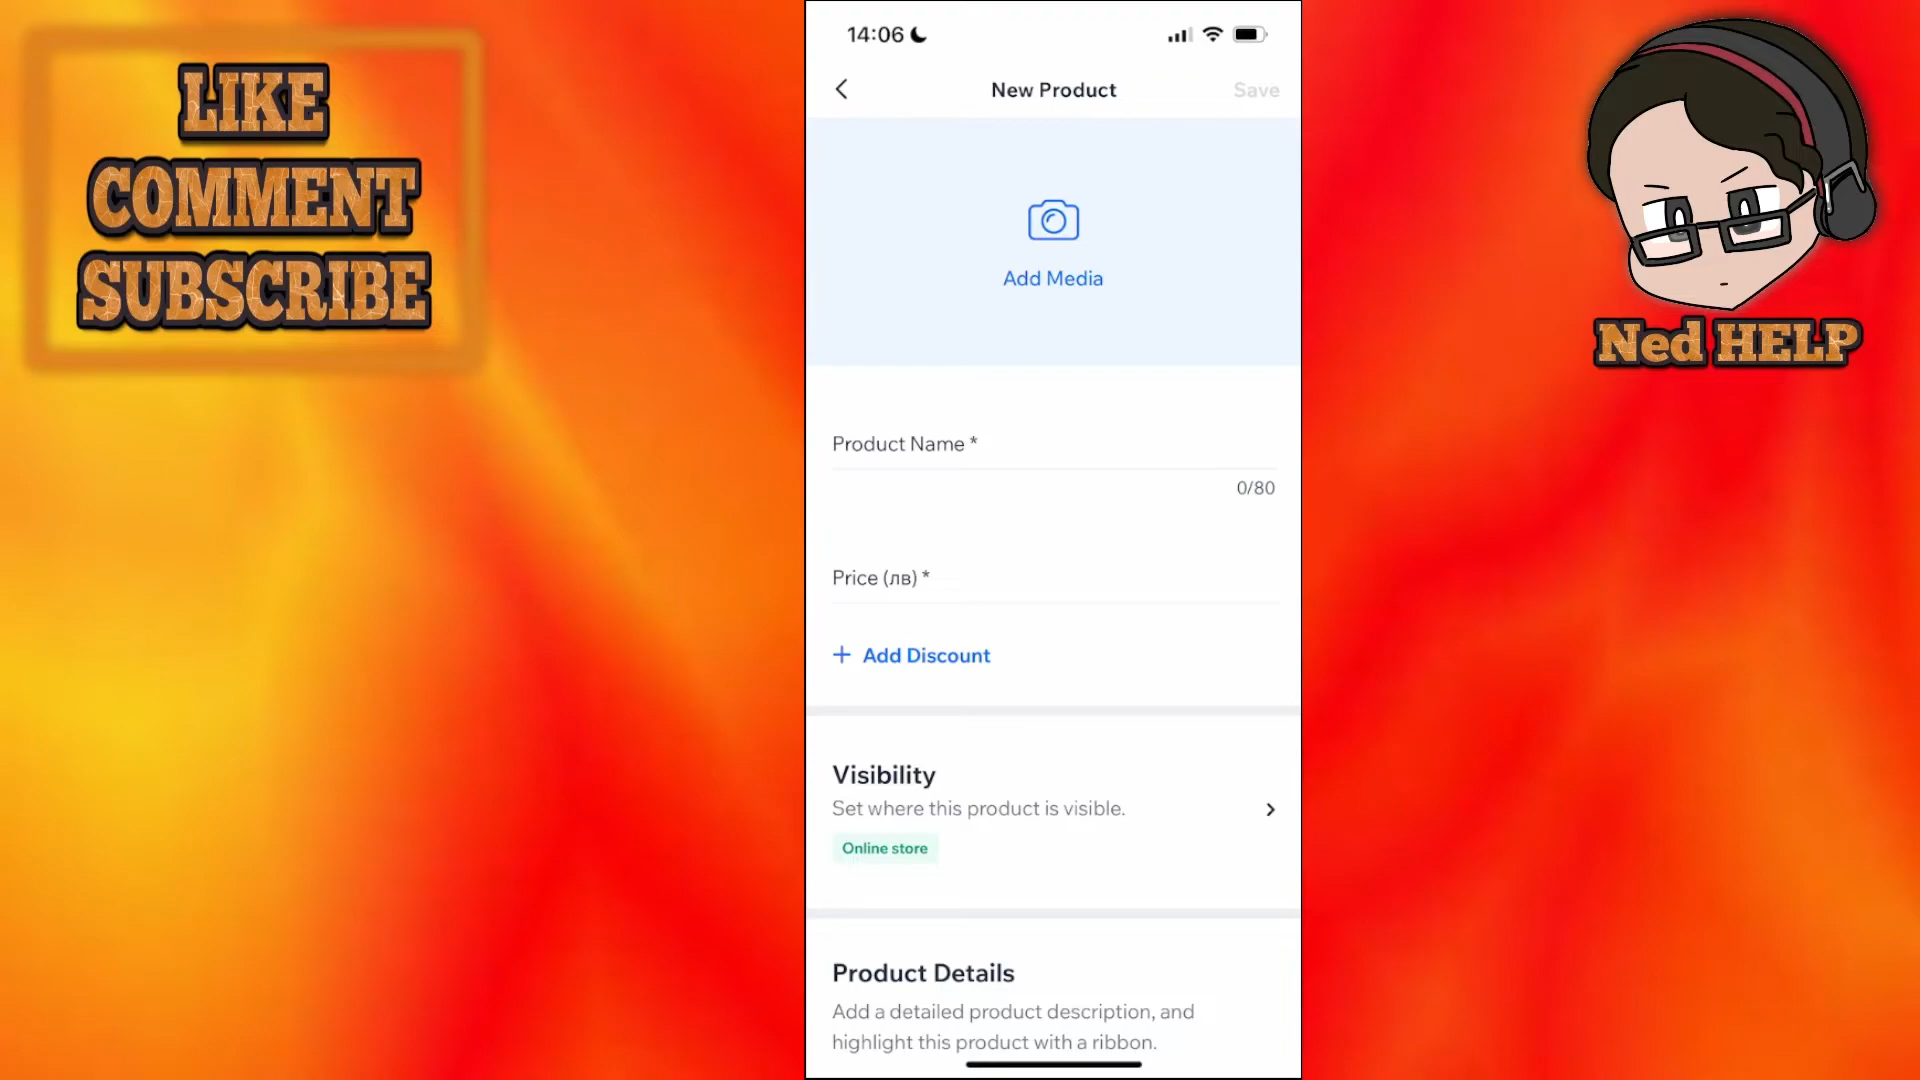 LIKE
COMMENT
SUBSCRIBE
14:06
New Product
Save
Add Media
Product Name *
0/80
Price (лв) *
+ Add Discount
Visibility
Set where this product is visible.
Online store
Product Details
Add a detailed product description, and
highlight this product with a ribbon.
Ned HELP